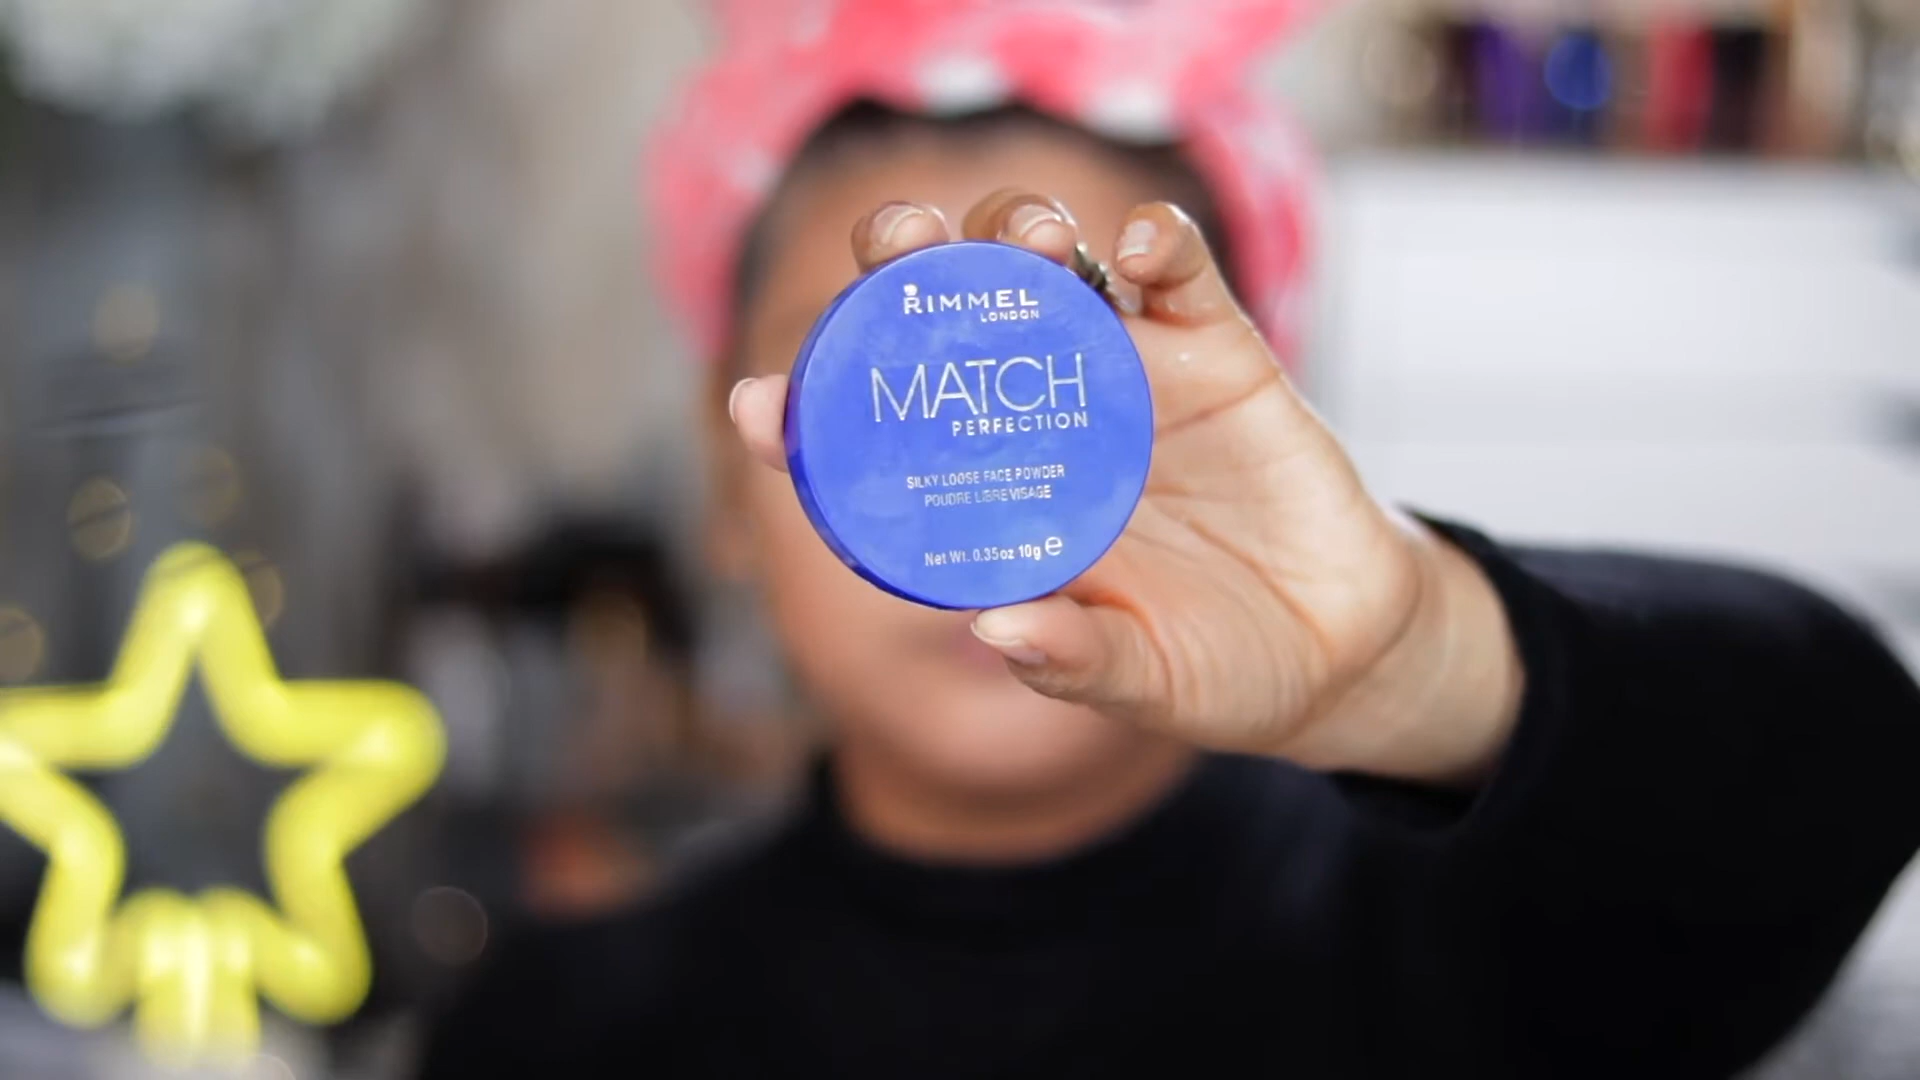 RIMMEL
LONDON
MATCH
PERFECTION
SILKY LOOSE FACE POWDER
POUDRE LIBRE VISAGE
Net Wt. 0.35oz 10g ℮